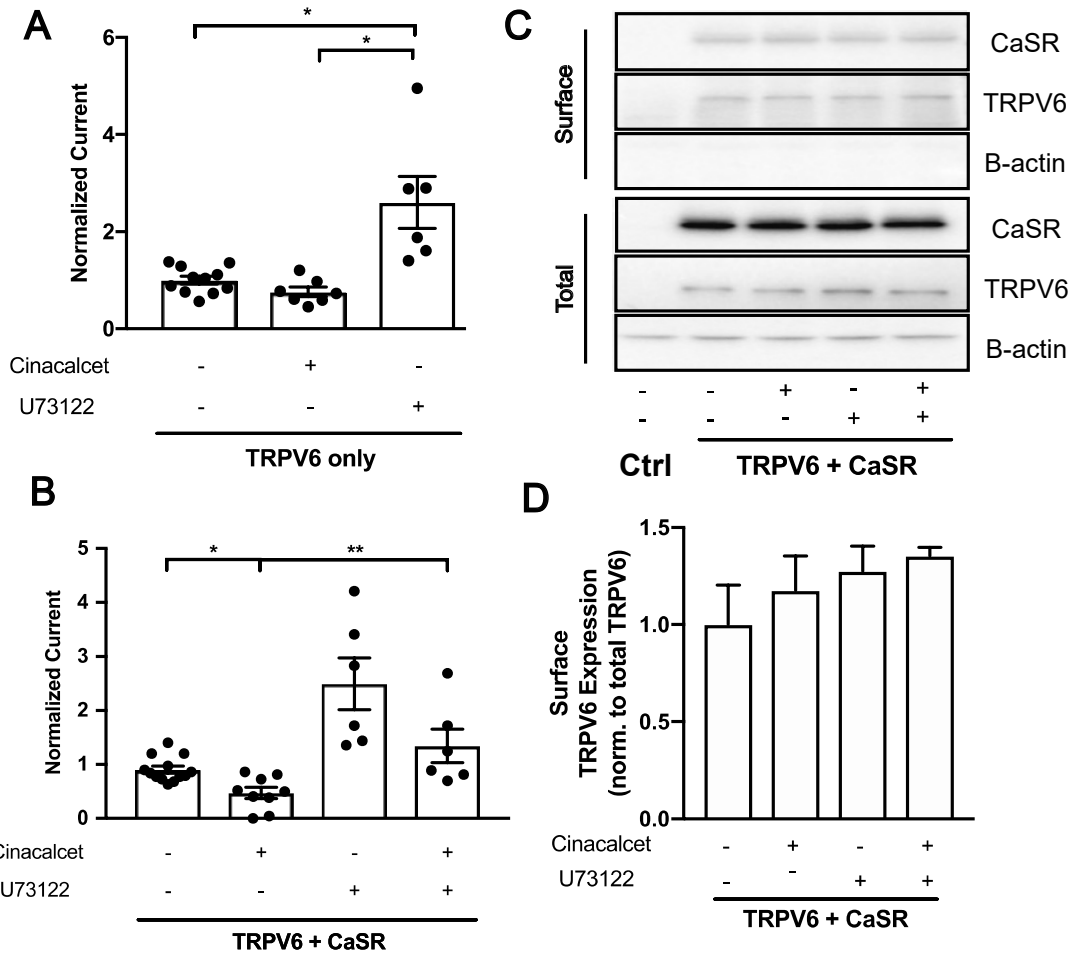 A
*
*
6
4
2
0
Normalized Current
Cinacalcet - + -
U73122 - - +
TRPV6 only
C
Surface
CaSR
TRPV6
B-actin
Total
CaSR
TRPV6
B-actin
- - + - +
- - - + +
Ctrl TRPV6 + CaSR
B
* **
5
4
3
2
1
0
Normalized Current
Cinacalcet - + - +
U73122 - - + +
TRPV6 + CaSR
D
1.5
1.0
0.5
0.0
Surface
TRPV6 Expression
(norm. to total TRPV6)
Cinacalcet - + - +
U73122 - - + +
TRPV6 + CaSR